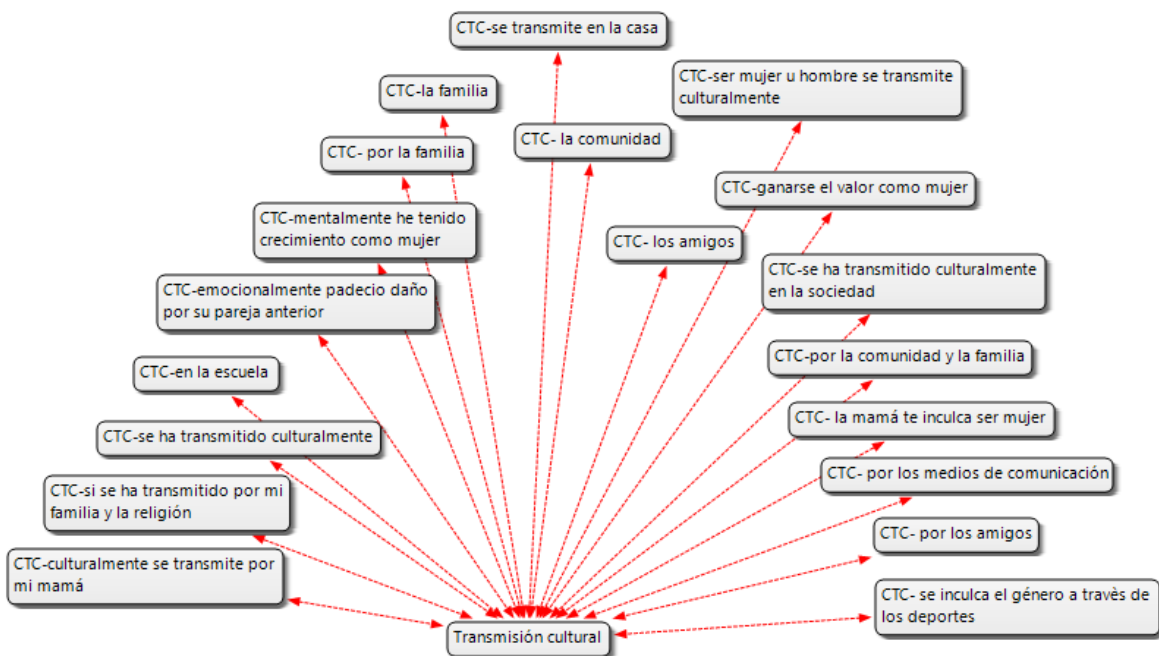 CTC-se transmite en la casa
CTC-ser mujer u hombre se transmite
culturalmente
CTC-la familia
CTC- la comunidad
CTC- por la familia
CTC-ganarse el valor como mujer
CTC-mentalmente he tenido
crecimiento como mujer
CTC- los amigos
CTC-se ha transmitido culturalmente
en la sociedad
CTC-emocionalmente padecio daño
por su pareja anterior
CTC-por la comunidad y la familia
CTC-en la escuela
CTC- la mamá te inculca ser mujer
CTC-se ha transmitido culturalmente
CTC- por los medios de comunicación
CTC-si se ha transmitido por mi
familia y la religión
CTC- por los amigos
CTC-culturalmente se transmite por
mi mamá
CTC- se inculca el género a travès de
los deportes
Transmisión cultural